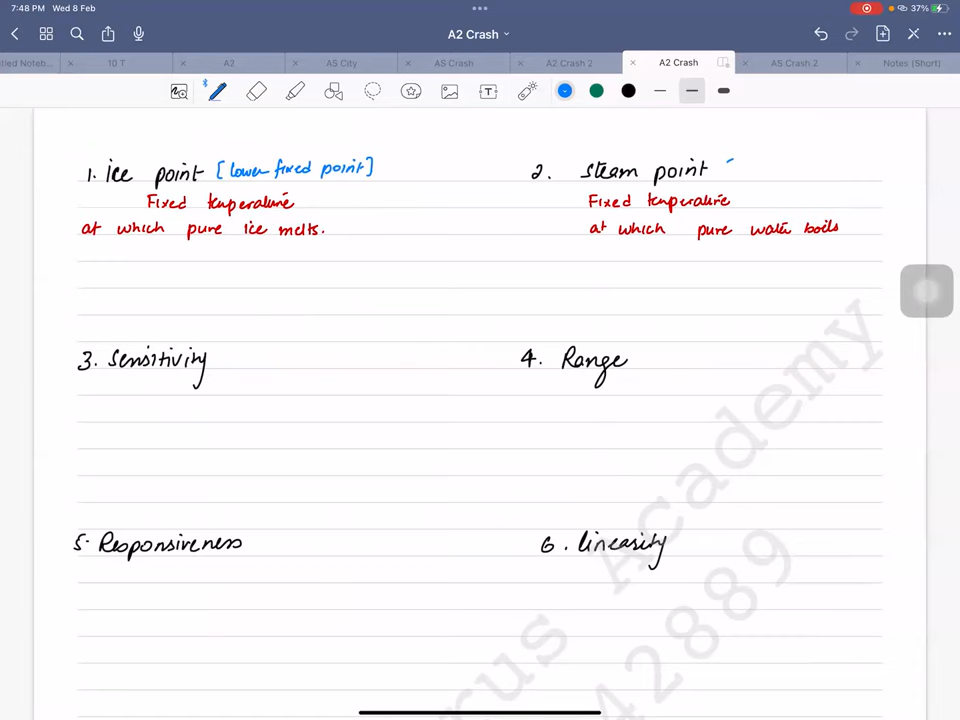 7:48 PM Wed 8 Feb
37%
A2 Crash
10 T
A2
AS City
AS Crash
A2 Crash 2
A2 Crash
AS Crash 2
Notes (Short)
1. Ice point [lower fixed point]
Fixed temperature
at which pure ice melts.
2. Steam point
Fixed temperature
at which pure water boils
3. Sensitivity
4. Range
5. Responsiveness
6. linearity
Academy
42889